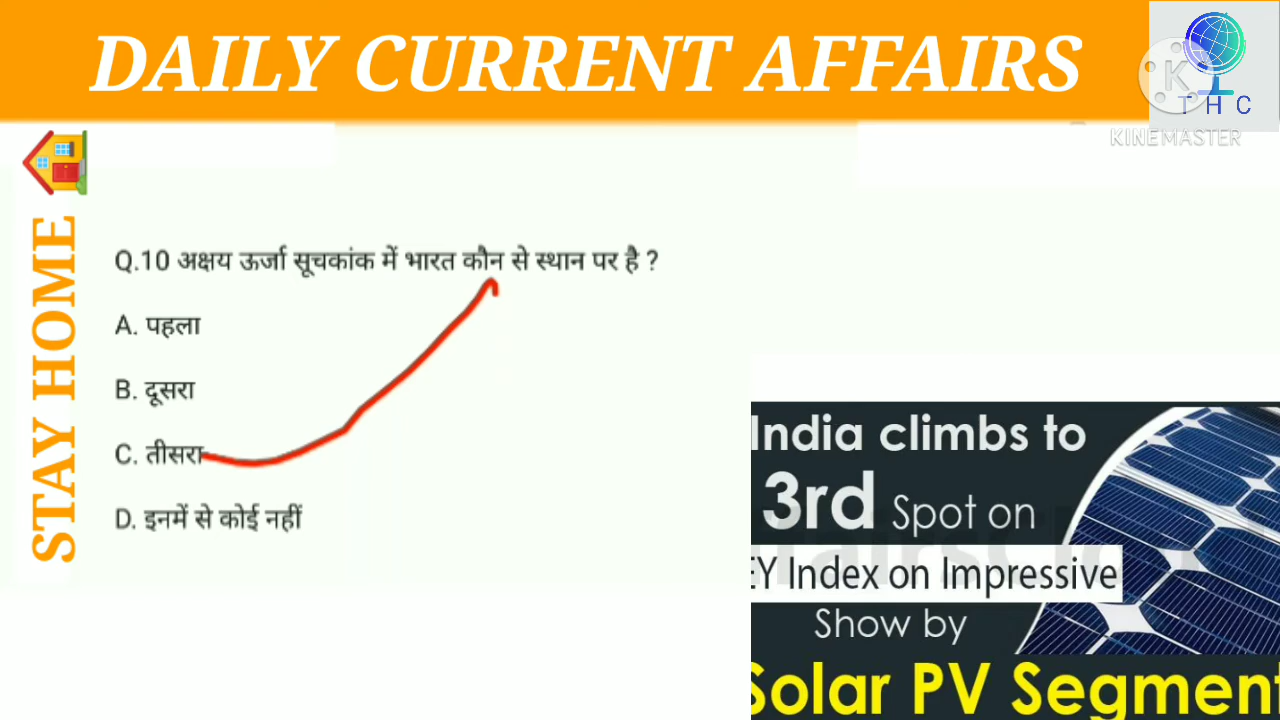 DAILY CURRENT AFFAIRS
K
THC
KINEMASTER
STAY HOME
Q.10 अक्षय ऊर्जा सूचकांक में भारत कौन से स्थान पर है ?
A. पहला
B. दूसरा
C. तीसरा
D. इनमें से कोई नहीं
India climbs to
3rd Spot on
EY Index on Impressive
Show by
Solar PV Segment